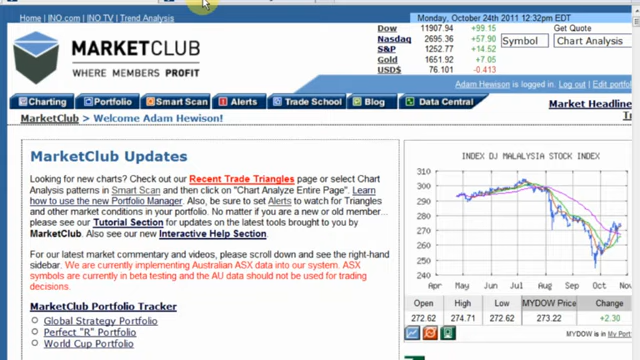 Home | INO.com | INO TV | Trend Analysis
Monday, October 24th 2011 12:32pm EDT
Dow 11907.94 +99.15
Nasdaq 2695.36 +57.90
S&P 1252.77 +14.52
Gold 1651.92 +7.05
USD$ 76.101 -0.413
Get Quote
Symbol
Chart Analysis
MARKETCLUB
WHERE MEMBERS PROFIT
Adam Hewison is logged in. Log out | Edit portfo
Charting
Portfolio
Smart Scan
Alerts
Trade School
Blog
Data Central
Market Headline
MarketClub > Welcome Adam Hewison!
MarketClub Updates
Looking for new charts? Check out our Recent Trade Triangles page or select Chart
Analysis patterns in Smart Scan and then click on "Chart Analyze Entire Page". Learn
how to use the new Portfolio Manager. Also, be sure to set Alerts to watch for Triangles
and other market conditions in your portfolio. No matter if you are a new or old member...
please see our Tutorial Section for updates on the latest tools brought to you by
MarketClub. Also see our new Interactive Help Section.
For our latest market commentary and videos, please scroll down and see the right-hand
sidebar. We are currently implementing Australian ASX data into our system. ASX
symbols are currently in beta testing and the AU data should not be used for trading
decisions.
MarketClub Portfolio Tracker
Global Strategy Portfolio
Perfect "R" Portfolio
World Cup Portfolio
INDEX DJ MALALYSIA STOCK INDEX
310
300
290
280
270
260
250
240
Apr May Jun Jul Aug Sep Oct Nov
Open High Low MYDOW Price Change
272.62 274.71 272.62 273.22 +2.30
MYDOW is in My Port